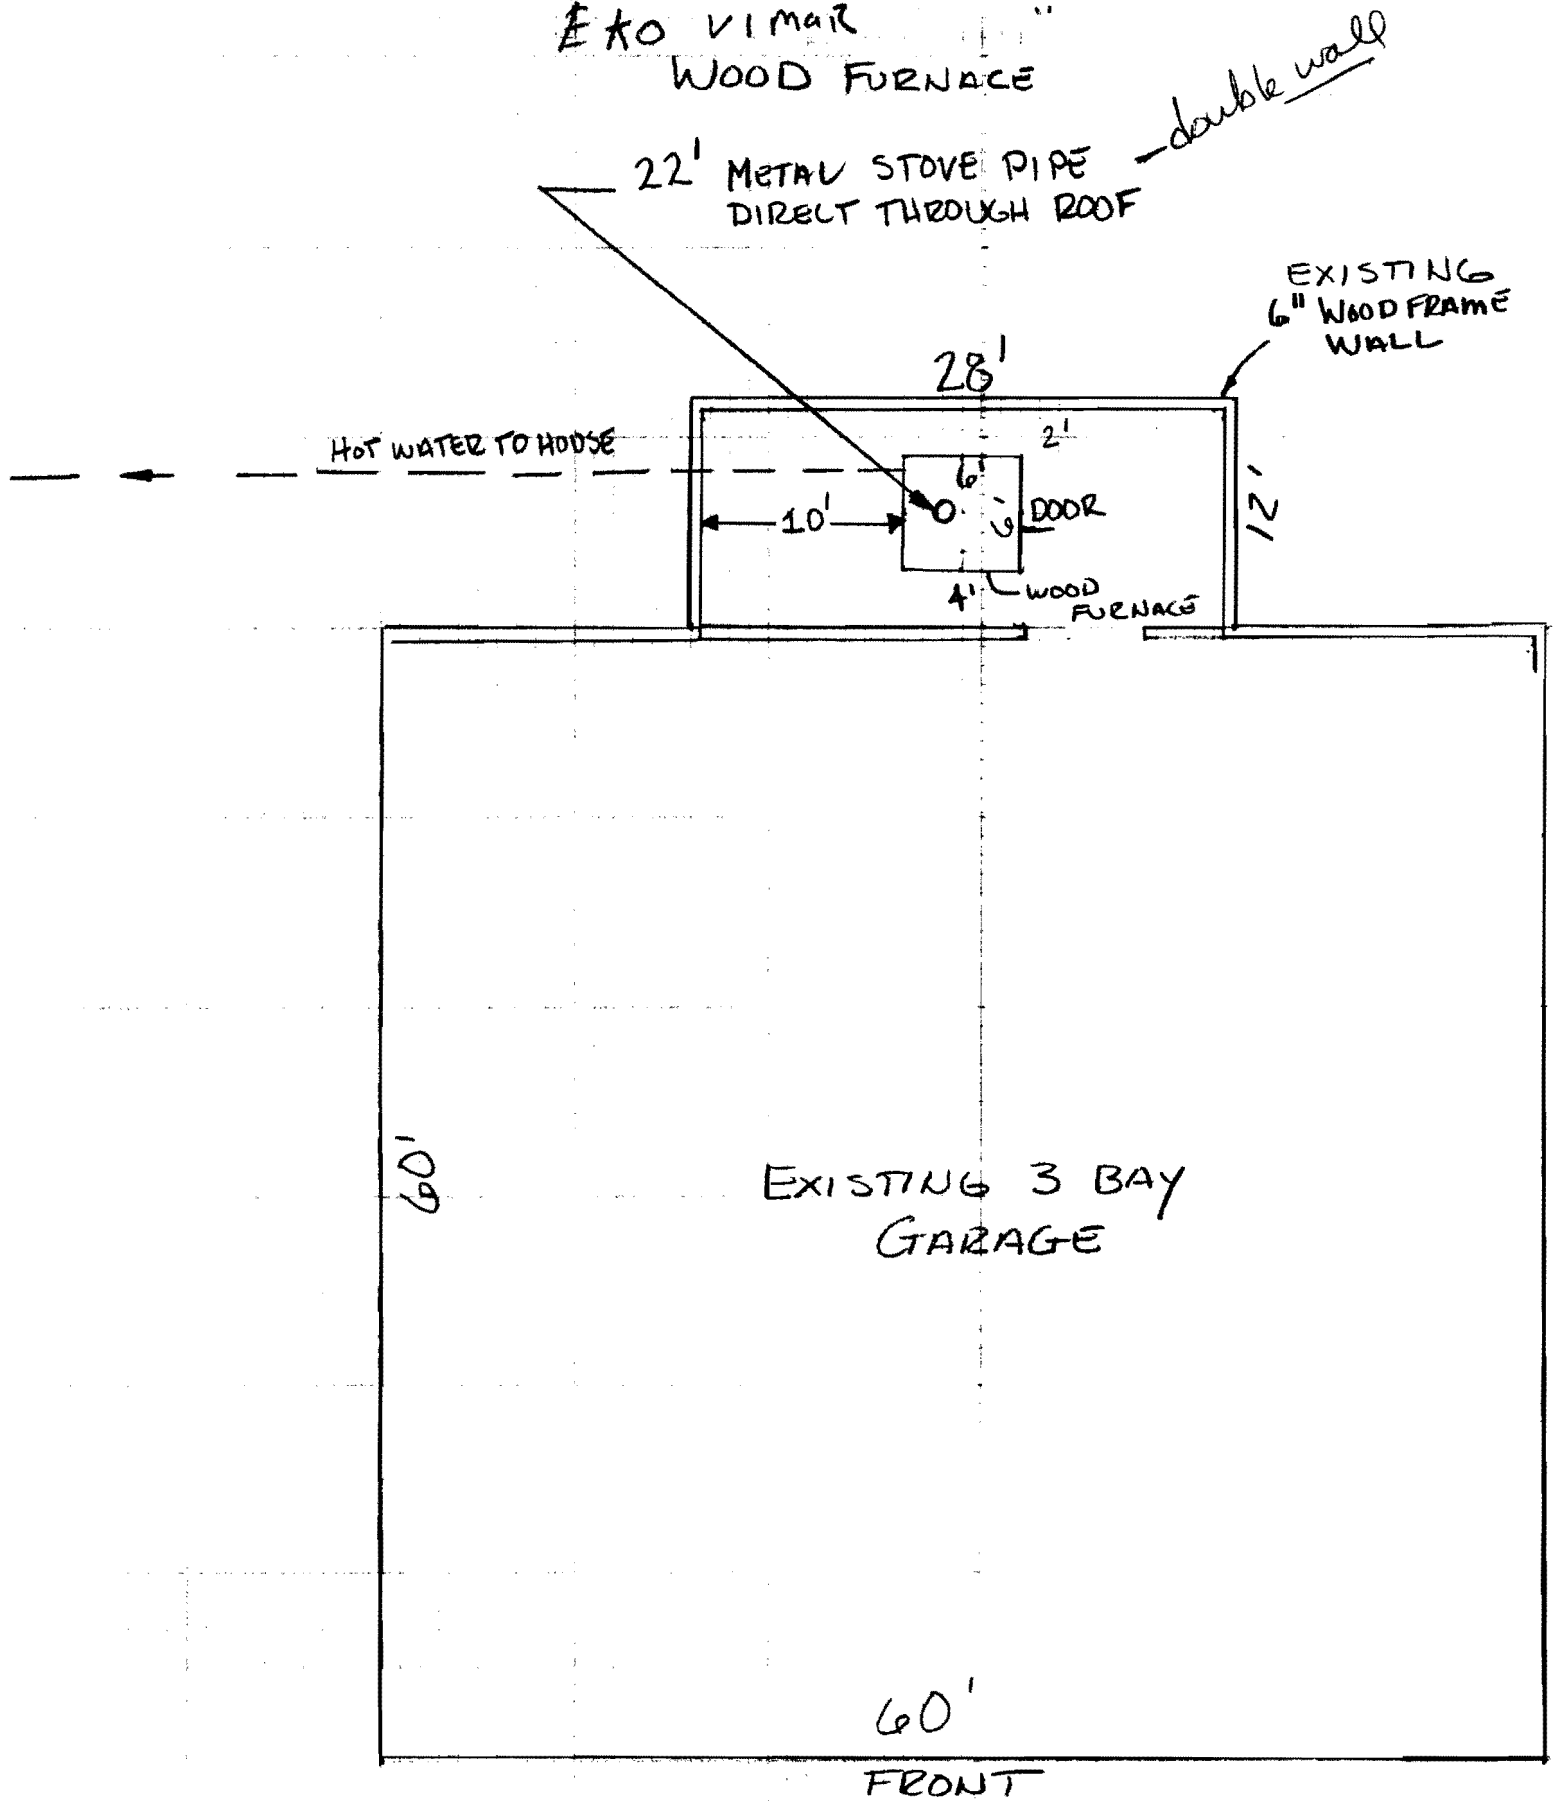 EKO VIMAR "
WOOD FURNACE
double wall
22' METAL STOVE PIPE
DIRECT THROUGH ROOF
EXISTING
6" WOOD FRAME
WALL
28'
HOT WATER TO HOUSE
2'
6'
10'
6'
DOOR
12'
4'
WOOD
FURNACE
60'
EXISTING 3 BAY
GARAGE
60'
FRONT